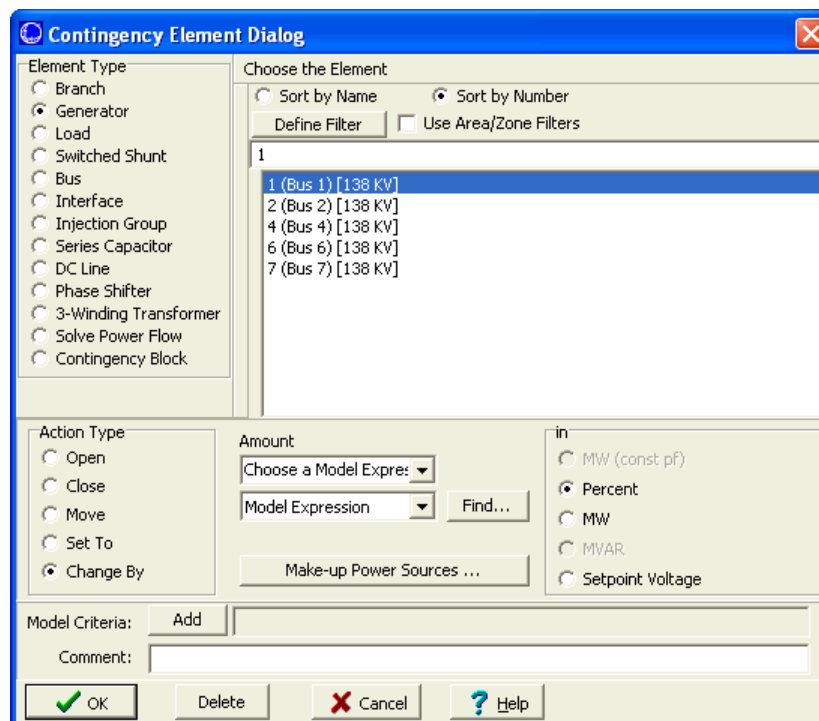 Contingency Element Dialog
Element Type
Branch
Generator
Load
Switched Shunt
Bus
Interface
Injection Group
Series Capacitor
DC Line
Phase Shifter
3-Winding Transformer
Solve Power Flow
Contingency Block
Choose the Element
Sort by Name Sort by Number
Define Filter Use Area/Zone Filters
1
1 (Bus 1) [138 KV]
2 (Bus 2) [138 KV]
4 (Bus 4) [138 KV]
6 (Bus 6) [138 KV]
7 (Bus 7) [138 KV]
Action Type
Open
Close
Move
Set To
Change By
Amount
Choose a Model Expres
Model Expression Find...
Make-up Power Sources ...
in
MW (const pf)
Percent
MW
MVAR
Setpoint Voltage
Model Criteria: Add
Comment:
OK Delete Cancel ? Help